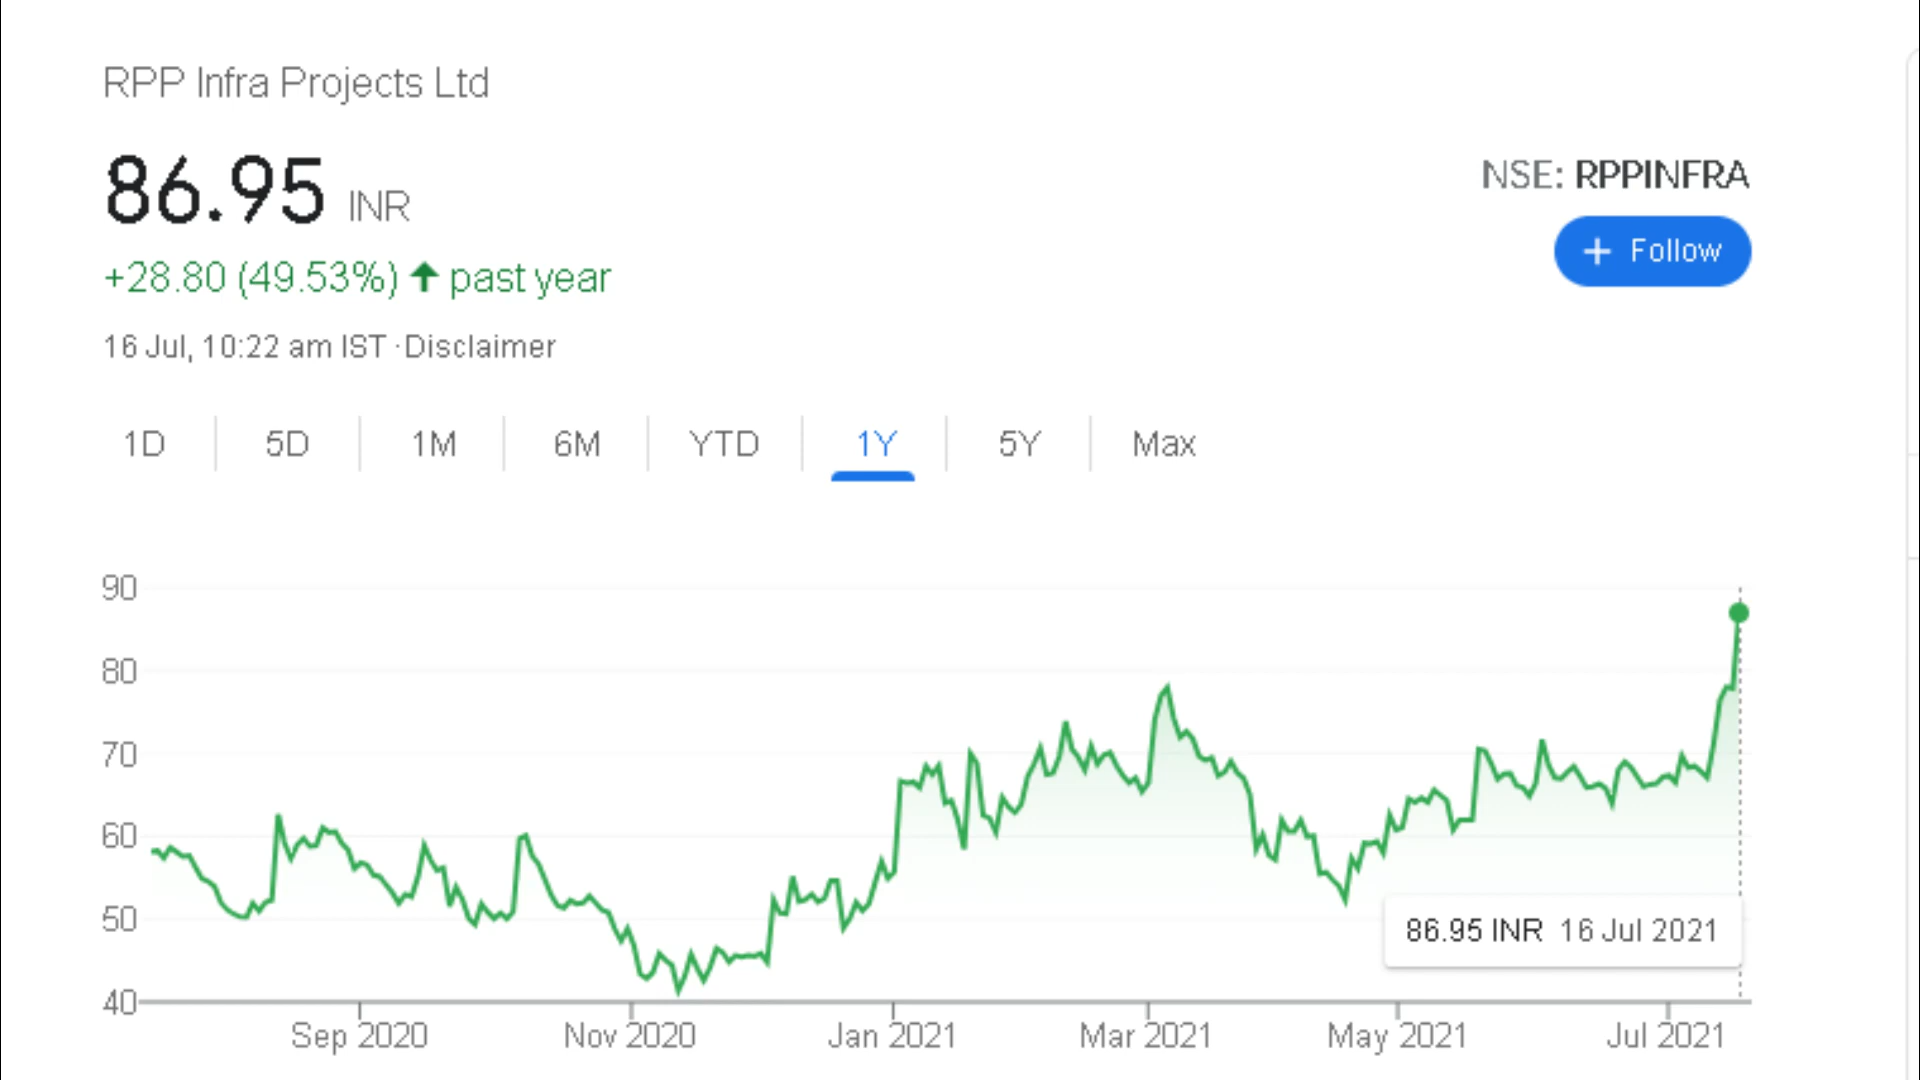 RPP Infra Projects Ltd
86.95 INR
NSE: RPPINFRA
+ Follow
+28.80 (49.53%) ↑ past year
16 Jul, 10:22 am IST · Disclaimer
1D 5D 1M 6M YTD 1Y 5Y Max
90
80
70
60
50
40
86.95 INR 16 Jul 2021
Sep 2020 Nov 2020 Jan 2021 Mar 2021 May 2021 Jul 2021